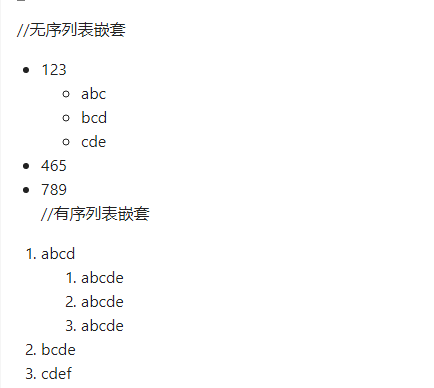 //无序列表嵌套
• 123
◦ abc
◦ bcd
◦ cde
• 465
• 789
//有序列表嵌套
1. abcd
1. abcde
2. abcde
3. abcde
2. bcde
3. cdef